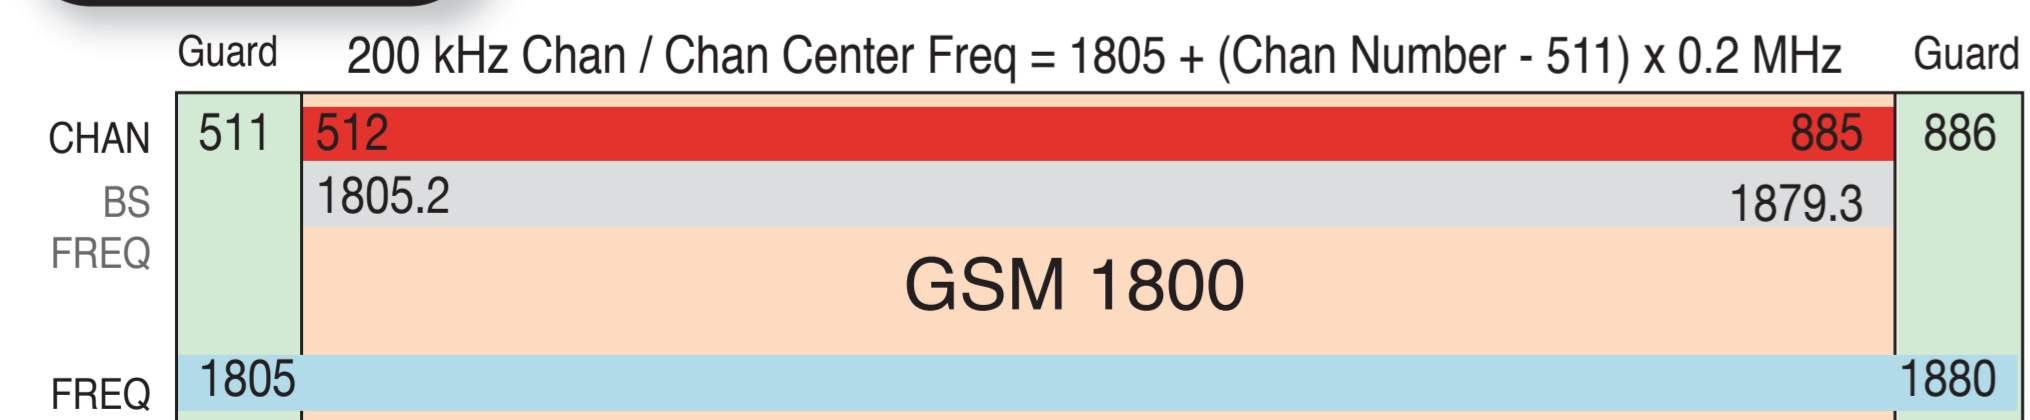 Guard 200 kHz Chan / Chan Center Freq = 1805 + (Chan Number - 511) x 0.2 MHz Guard
CHAN 511 512 885 886
BS 1805.2 1879.3
FREQ
GSM 1800
FREQ 1805 1880